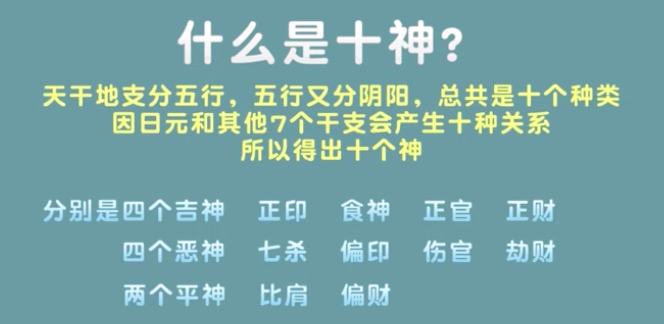 什么是十神?
天干地支分五行，五行又分阴阳，总共是十个种类
因日元和其他7个干支会产生十种关系
所以得出十个神
分别是四个吉神 正印 食神 正官 正财
四个恶神 七杀 偏印 伤官 劫财
两个平神 比肩 偏财